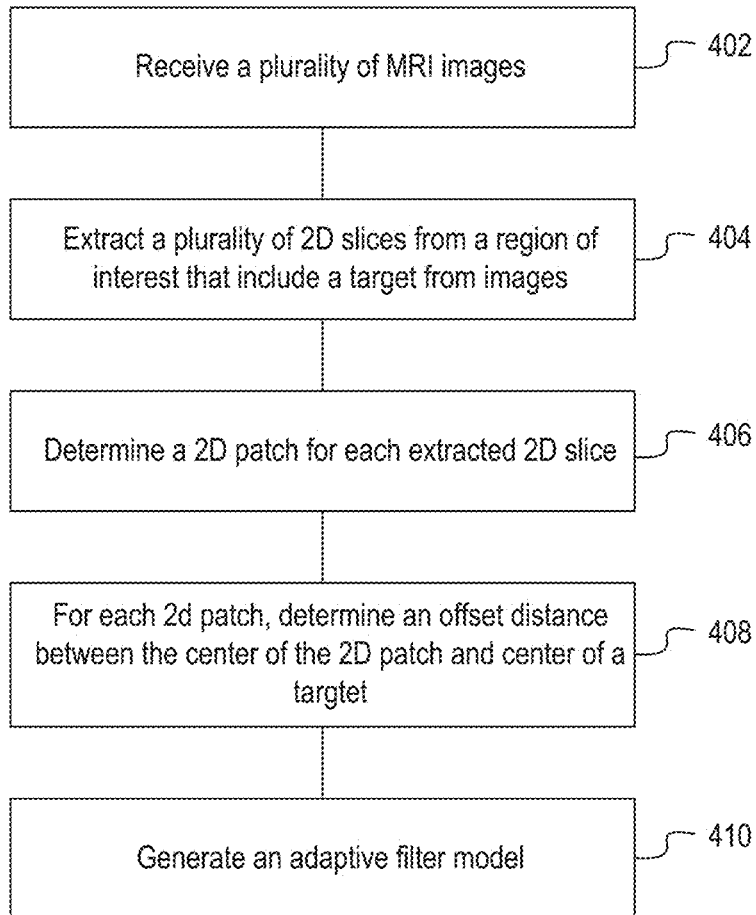 Receive a plurality of MRI images
402
Extract a plurality of 2D slices from a region of
interest that include a target from images
404
Determine a 2D patch for each extracted 2D slice
406
For each 2d patch, determine an offset distance
between the center of the 2D patch and center of a
targtet
408
Generate an adaptive filter model
410